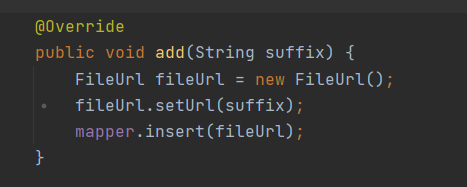 @Override
public void add(String suffix) {
    FileUrl fileUrl = new FileUrl();
    fileUrl.setUrl(suffix);
    mapper.insert(fileUrl);
}